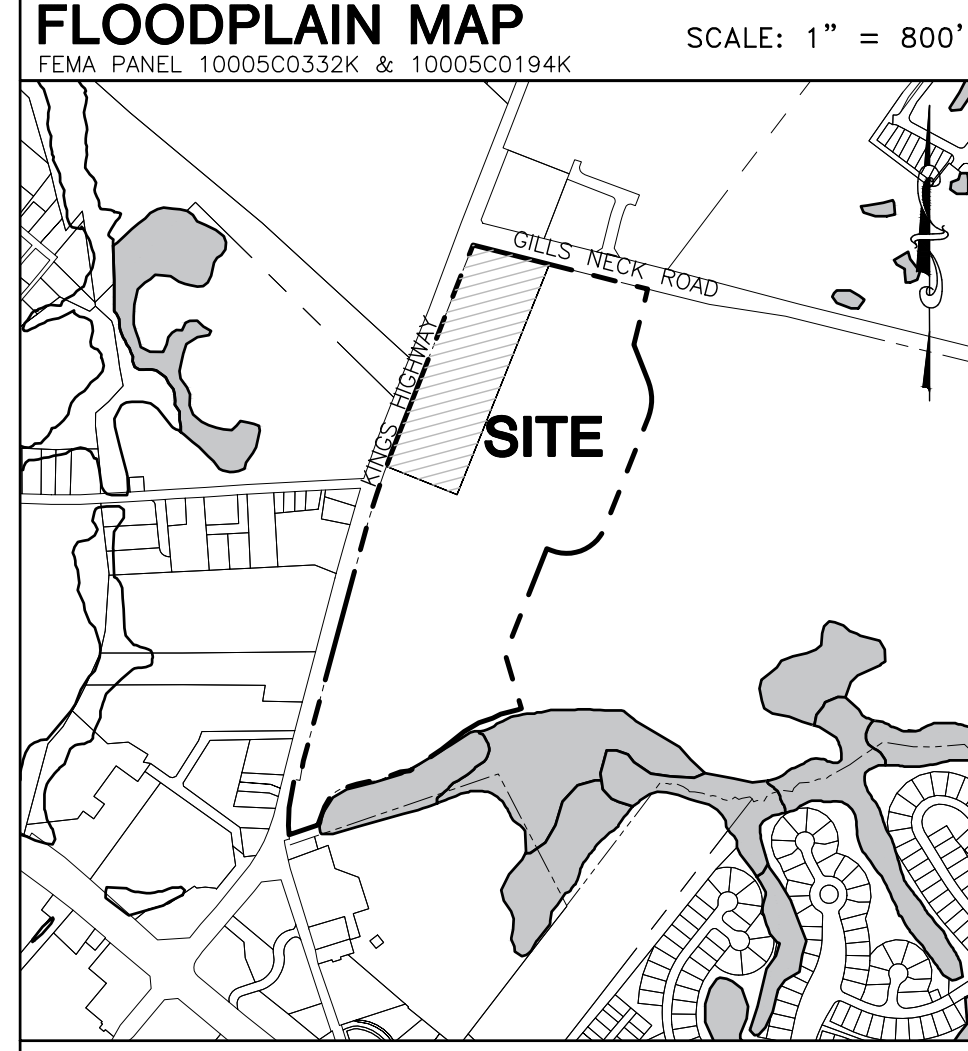 FLOODPLAIN MAP
SCALE: 1” = 800’
FEMA PANEL 10005C0332K & 10005C0194K
GILLS NECK ROAD
KINGS HIGHWAY
SITE